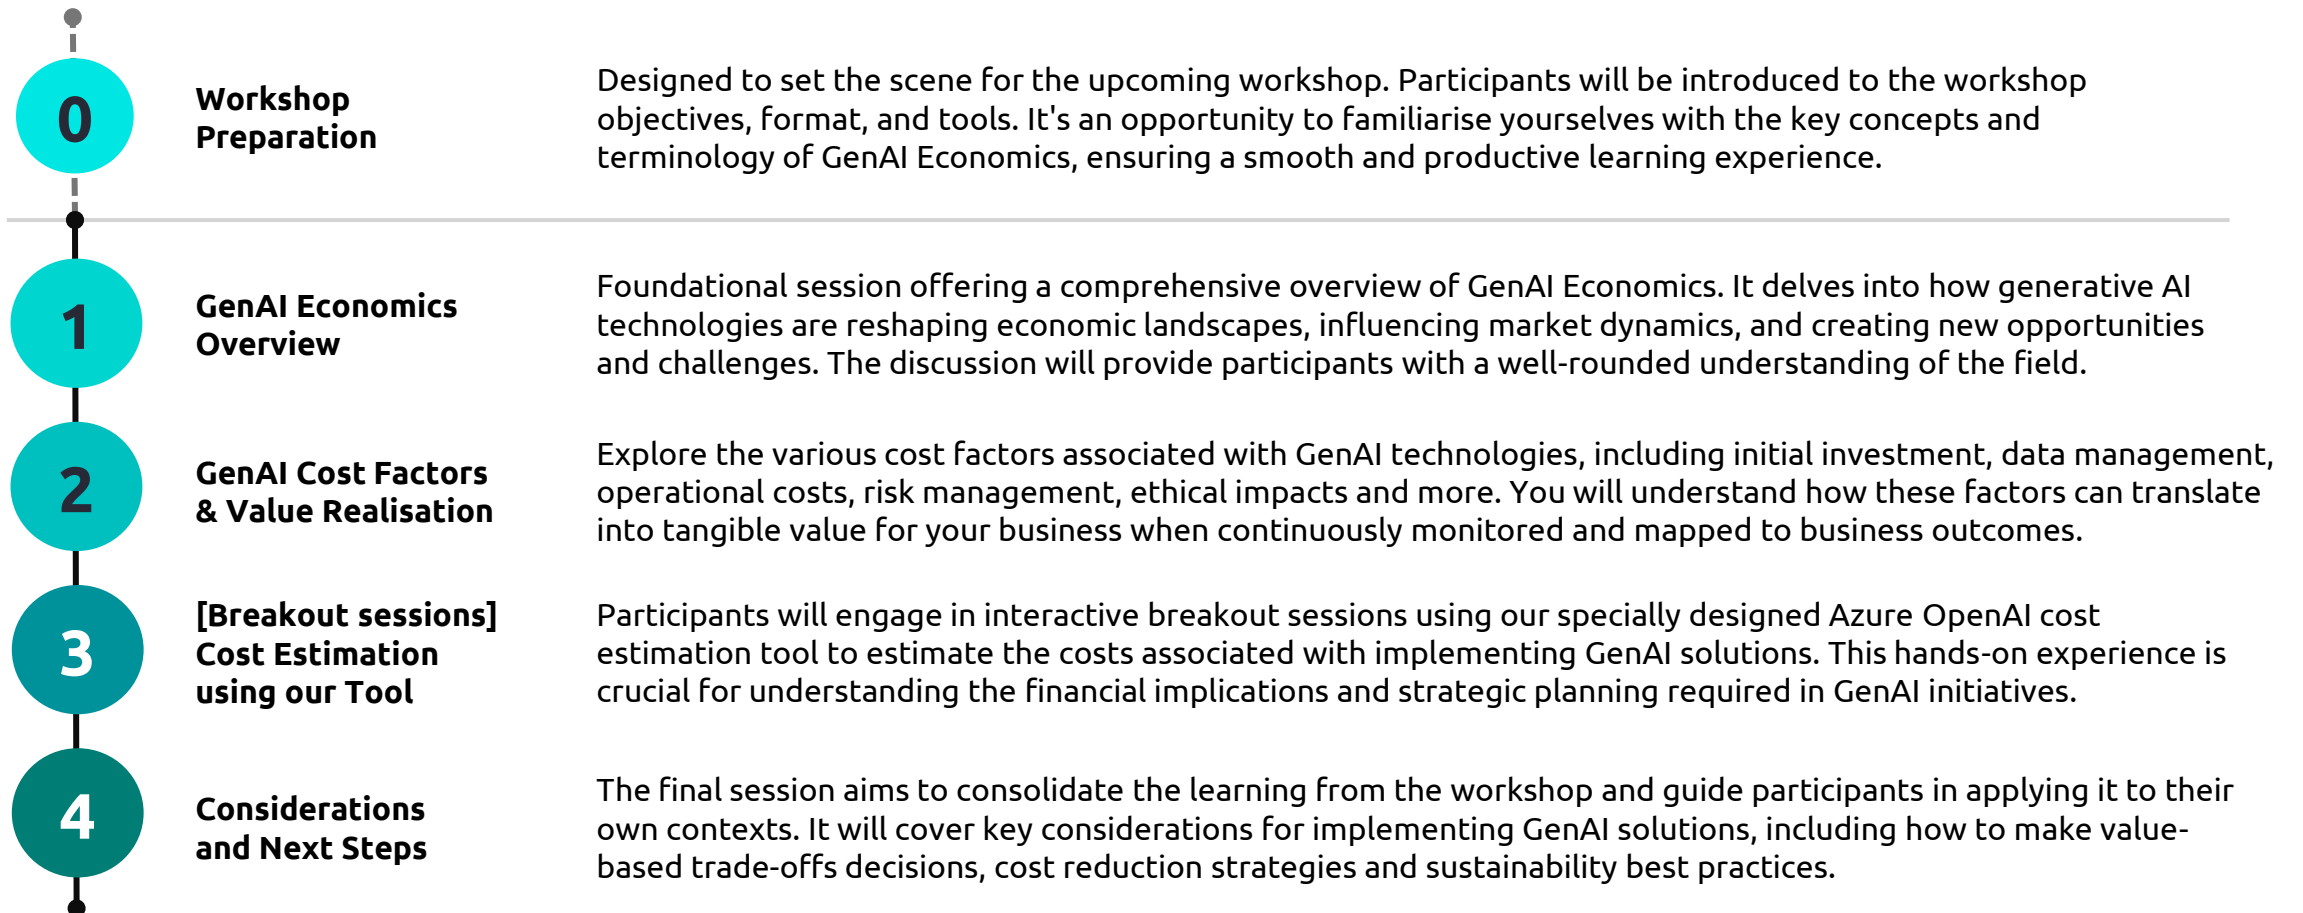 0
Workshop
Preparation
Designed to set the scene for the upcoming workshop. Participants will be introduced to the workshop
objectives, format, and tools. It's an opportunity to familiarise yourselves with the key concepts and
terminology of GenAI Economics, ensuring a smooth and productive learning experience.
1
GenAI Economics
Overview
Foundational session offering a comprehensive overview of GenAI Economics. It delves into how generative AI
technologies are reshaping economic landscapes, influencing market dynamics, and creating new opportunities
and challenges. The discussion will provide participants with a well-rounded understanding of the field.
2
GenAI Cost Factors
& Value Realisation
Explore the various cost factors associated with GenAI technologies, including initial investment, data management,
operational costs, risk management, ethical impacts and more. You will understand how these factors can translate
into tangible value for your business when continuously monitored and mapped to business outcomes.
3
[Breakout sessions]
Cost Estimation
using our Tool
Participants will engage in interactive breakout sessions using our specially designed Azure OpenAI cost
estimation tool to estimate the costs associated with implementing GenAI solutions. This hands-on experience is
crucial for understanding the financial implications and strategic planning required in GenAI initiatives.
4
Considerations
and Next Steps
The final session aims to consolidate the learning from the workshop and guide participants in applying it to their
own contexts. It will cover key considerations for implementing GenAI solutions, including how to make value-
based trade-offs decisions, cost reduction strategies and sustainability best practices.